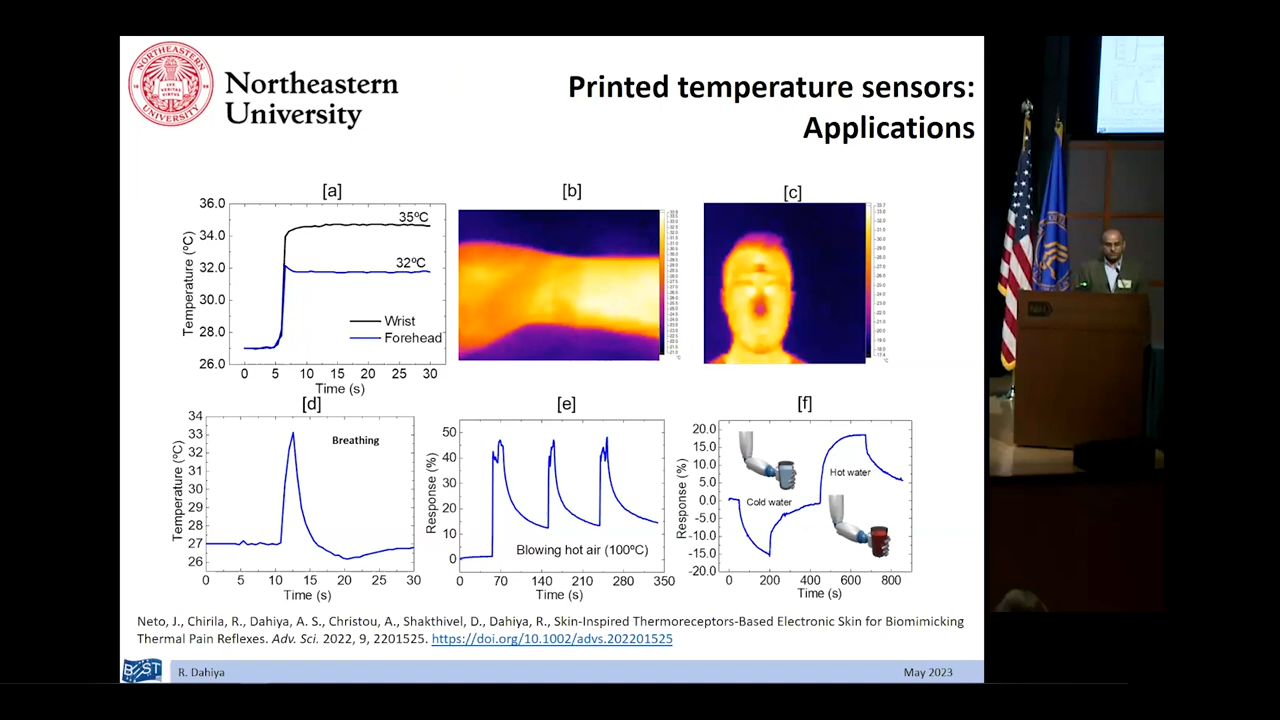 Northeastern
University
Printed temperature sensors:
Applications
[a]
36.0
34.0
32.0
30.0
28.0
26.0
Temperature (ºC)
35ºC
32ºC
Wrist
Forehead
0 5 10 15 20 25 30
Time (s)
[b]
[c]
[d]
34
33
32
31
30
29
28
27
26
Temperature (ºC)
Breathing
0 5 10 15 20 25 30
Time (s)
[e]
50
40
30
20
10
0
Response (%)
Blowing hot air (100ºC)
0 70 140 210 280 350
Time (s)
[f]
20.0
15.0
10.0
5.0
0.0
-5.0
-10.0
-15.0
-20.0
Response (%)
Cold water
Hot water
0 200 400 600 800
Time (s)
Neto, J., Chirila, R., Dahiya, A. S., Christou, A., Shakthivel, D., Dahiya, R., Skin-Inspired Thermoreceptors-Based Electronic Skin for Biomimicking
Thermal Pain Reflexes. Adv. Sci. 2022, 9, 2201525. https://doi.org/10.1002/advs.202201525
R. Dahiya
May 2023
NIH